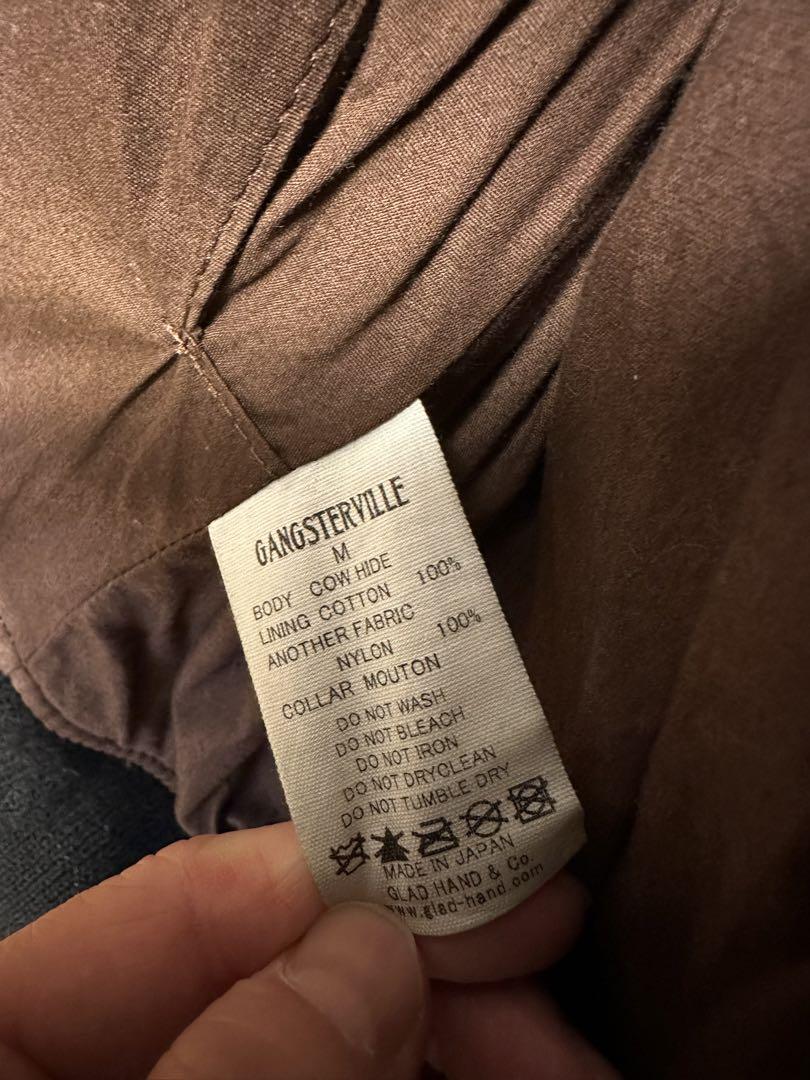 GANGSTERVILLE
M
BODY COW HIDE
LINING COTTON 100%
ANOTHER FABRIC
NYLON 100%
COLLAR MOUTON
DO NOT WASH
DO NOT BLEACH
DO NOT IRON
DO NOT DRYCLEAN
DO NOT TUMBLE DRY
MADE IN JAPAN
GLAD HAND & Co.
www.glad-hand.com